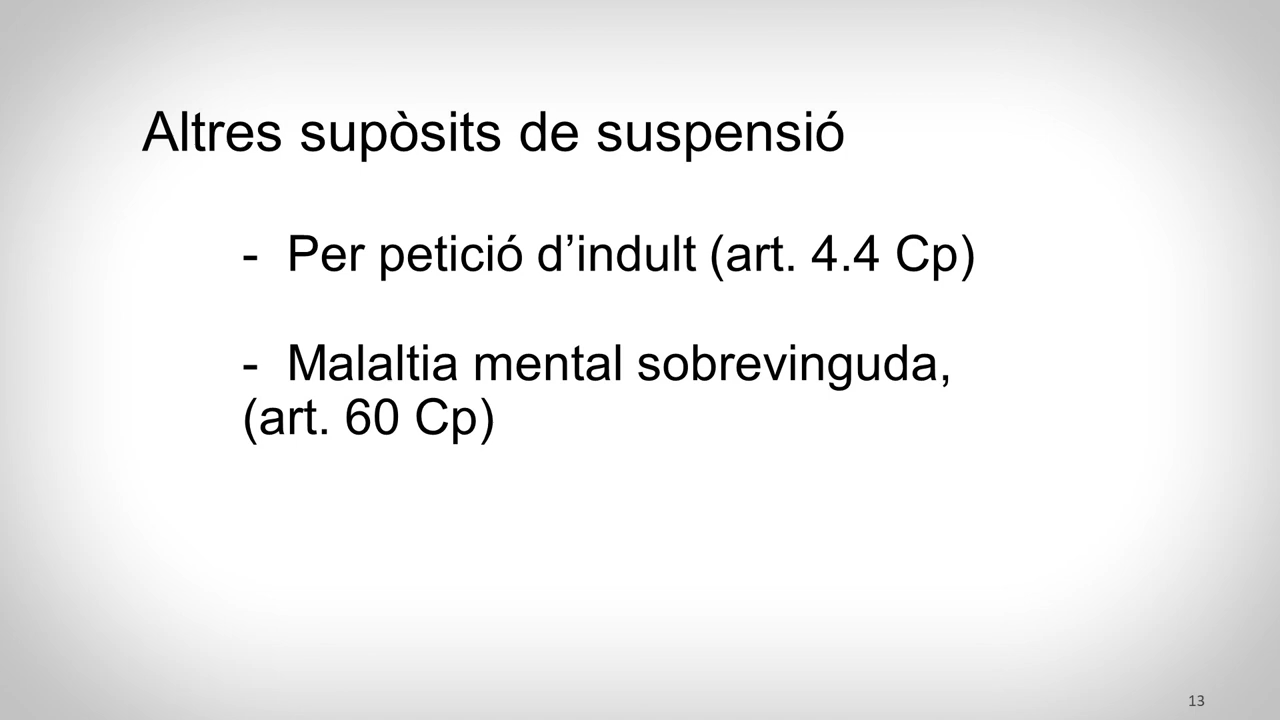 Altres supòsits de suspensió
- Per petició d’indult (art. 4.4 Cp)
- Malaltia mental sobrevinguda,
(art. 60 Cp)
13